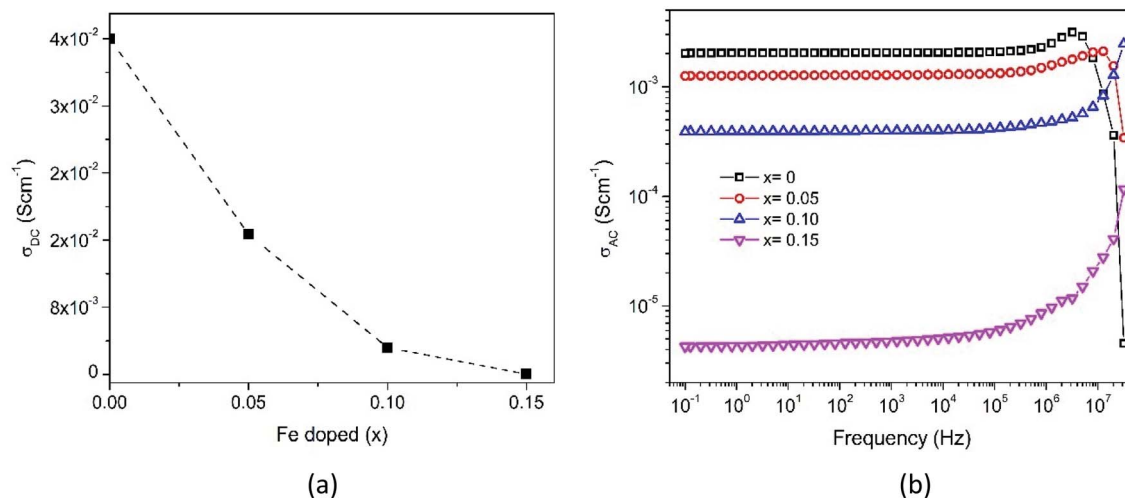 4x10⁻²
3x10⁻²
2x10⁻²
2x10⁻²
8x10⁻³
0
σDC (Scm⁻¹)
0.00 0.05 0.10 0.15
Fe doped (x)
(a)
10⁻³
10⁻⁴
10⁻⁵
σAC (Scm⁻¹)
x= 0
x= 0.05
x= 0.10
x= 0.15
10⁻¹ 10⁰ 10¹ 10² 10³ 10⁴ 10⁵ 10⁶ 10⁷
Frequency (Hz)
(b)